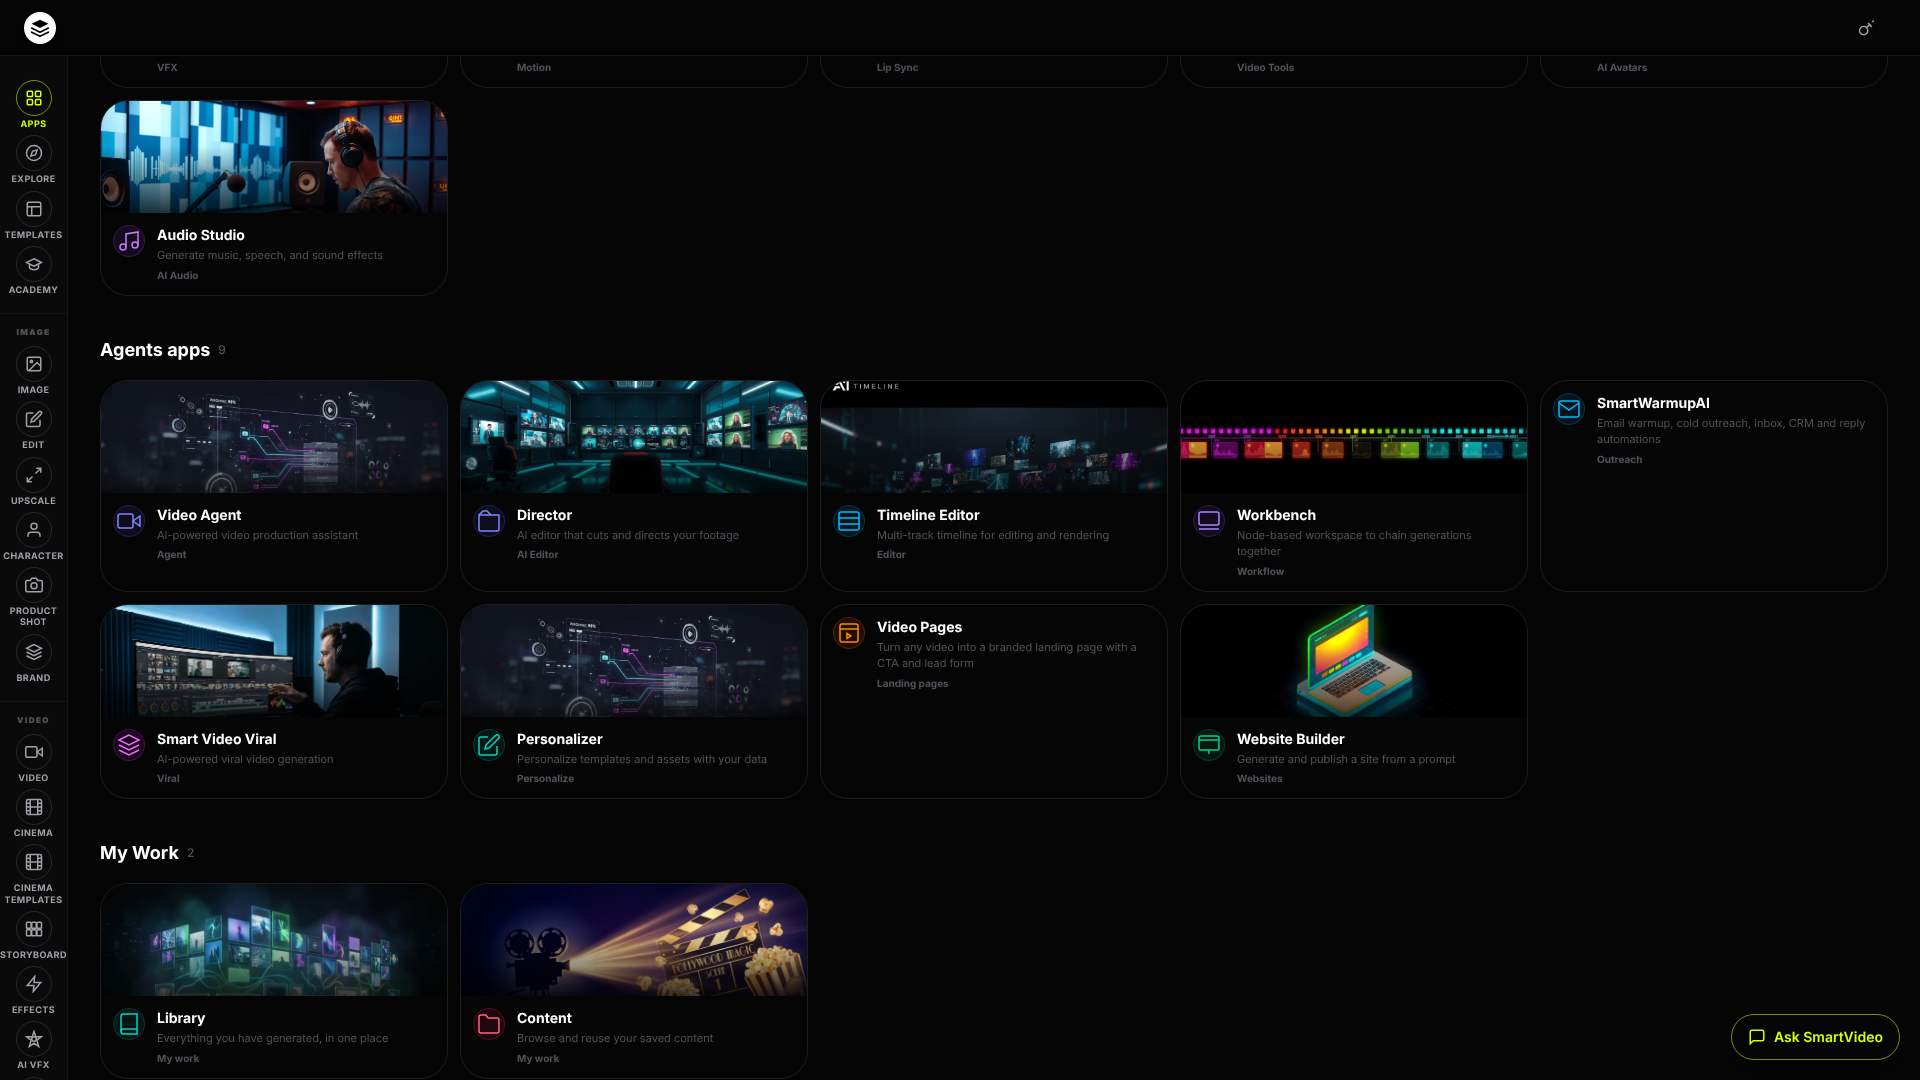 VFX
Motion
Lip Sync
Video Tools
AI Avatars
APPS
EXPLORE
TEMPLATES
ACADEMY
IMAGE
IMAGE
EDIT
UPSCALE
CHARACTER
PRODUCT
SHOT
BRAND
VIDEO
VIDEO
CINEMA
CINEMA
TEMPLATES
STORYBOARD
EFFECTS
AI VFX
Audio Studio
Generate music, speech, and sound effects
AI Audio
Agents apps 9
Video Agent
AI-powered video production assistant
Agent
Director
AI editor that cuts and directs your footage
AI Editor
AI TIMELINE
Timeline Editor
Multi-track timeline for editing and rendering
Editor
Workbench
Node-based workspace to chain generations
together
Workflow
SmartWarmupAI
Email warmup, cold outreach, inbox, CRM and reply
automations
Outreach
Smart Video Viral
AI-powered viral video generation
Viral
Personalizer
Personalize templates and assets with your data
Personalize
Video Pages
Turn any video into a branded landing page with a
CTA and lead form
Landing pages
Website Builder
Generate and publish a site from a prompt
Websites
My Work 2
Library
Everything you have generated, in one place
My work
Content
Browse and reuse your saved content
My work
Ask SmartVideo